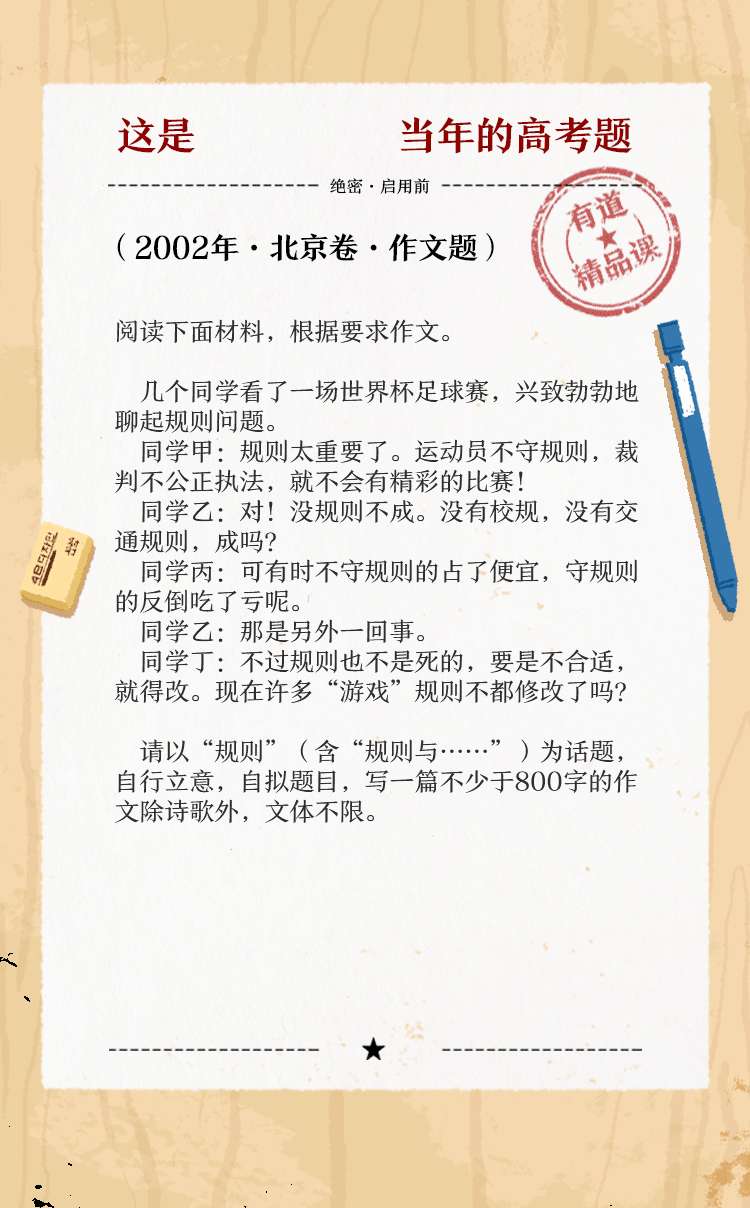 这是 当年的高考题
绝密·启用前
有道
精品课
（2002年·北京卷·作文题）
阅读下面材料，根据要求作文。
几个同学看了一场世界杯足球赛，兴致勃勃地
聊起规则问题。
同学甲：规则太重要了。运动员不守规则，裁
判不公正执法，就不会有精彩的比赛！
同学乙：对！没规则不成。没有校规，没有交
通规则，成吗？
同学丙：可有时不守规则的占了便宜，守规则
的反倒吃了亏呢。
同学乙：那是另外一回事。
同学丁：不过规则也不是死的，要是不合适，
就得改。现在许多“游戏”规则不都修改了吗？
请以“规则”（含“规则与……”）为话题，
自行立意，自拟题目，写一篇不少于800字的作
文除诗歌外，文体不限。